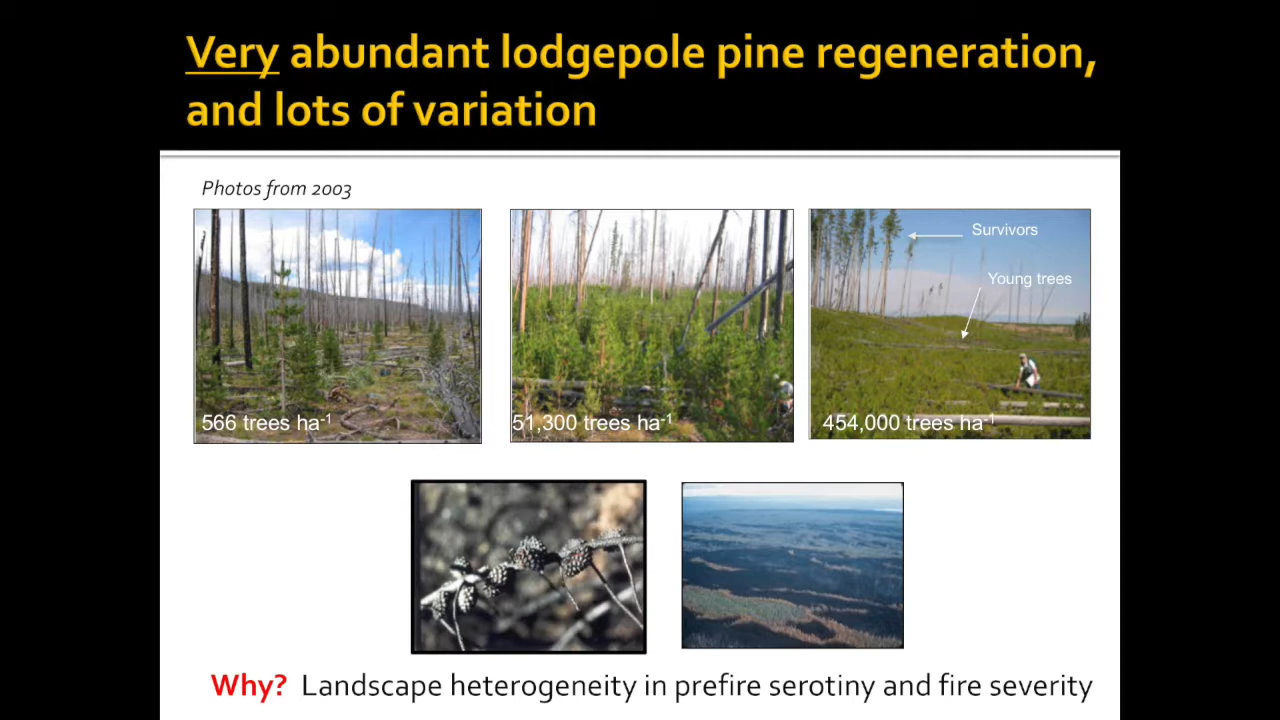 Very abundant lodgepole pine regeneration,
and lots of variation
Photos from 2003
Survivors
Young trees
566 trees ha⁻¹
51,300 trees ha⁻¹
454,000 trees ha⁻¹
Why? Landscape heterogeneity in prefire serotiny and fire severity